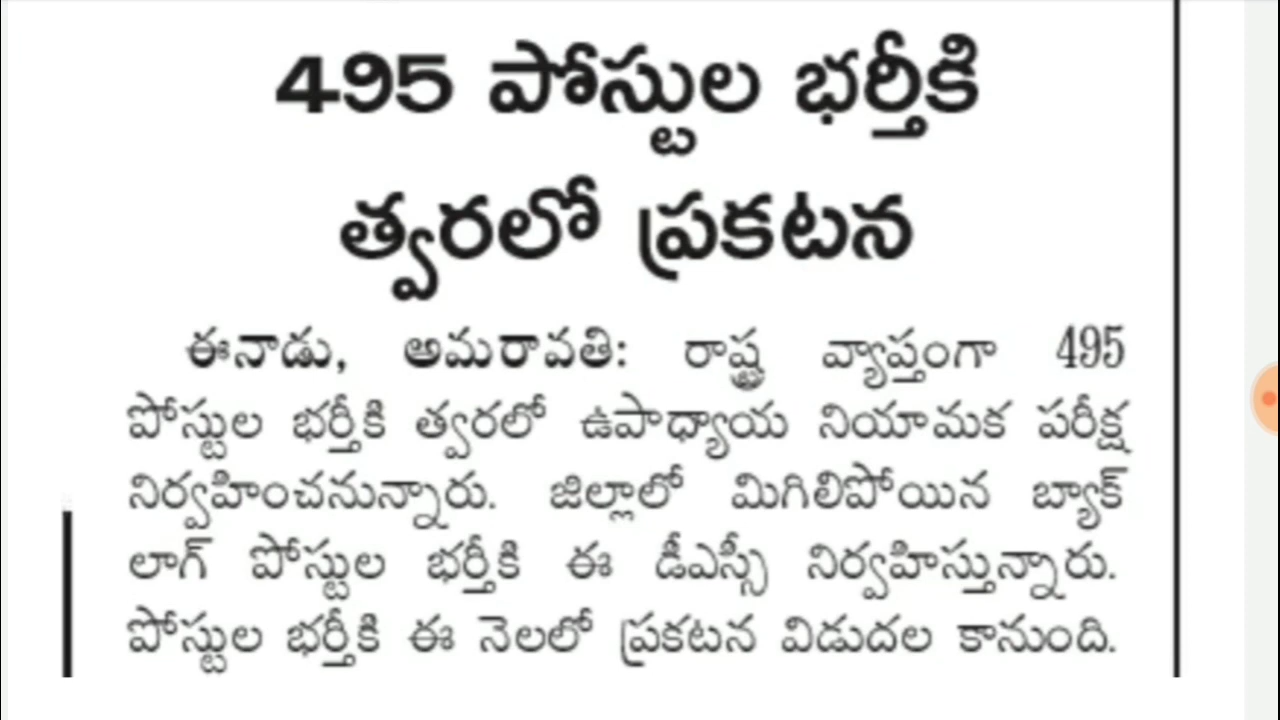 495 పోస్టుల భర్తీకి
త్వరలో ప్రకటన
ఈనాడు, అమరావతి: రాష్ట్ర వ్యాప్తంగా 495
పోస్టుల భర్తీకి త్వరలో ఉపాధ్యాయ నియామక పరీక్ష
నిర్వహించనున్నారు. జిల్లాలో మిగిలిపోయిన బ్యాక్
లాగ్ పోస్టుల భర్తీకి ఈ డీఎస్సీ నిర్వహిస్తున్నారు.
పోస్టుల భర్తీకి ఈ నెలలో ప్రకటన విడుదల కానుంది.